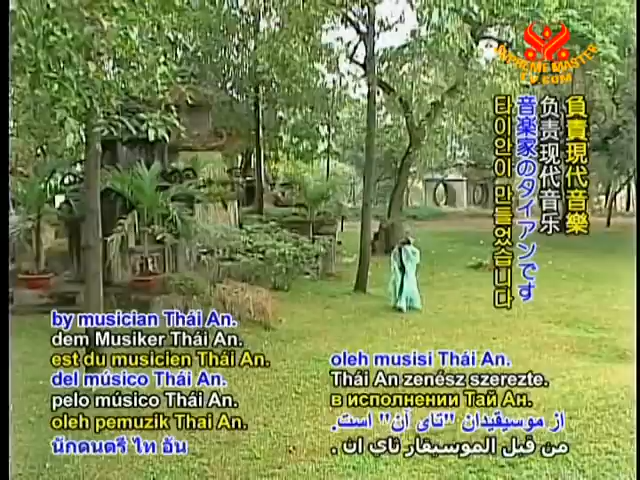 SUPREME MASTER
TV.COM
負責現代音樂
负责现代音乐
音楽家のタイアンです
타이안이 만들었습니다
by musician Thái An.
dem Musiker Thái An.
est du musicien Thái An.
del músico Thái An.
pelo músico Thái An.
oleh pemuzik Thai An.
นักดนตรี ไท อัน
oleh musisi Thái An.
Thái An zenész szerezte.
в исполнении Тай Ан.
از موسیقیدان "تای آن" است.
من قبل الموسيقار تاي ان .